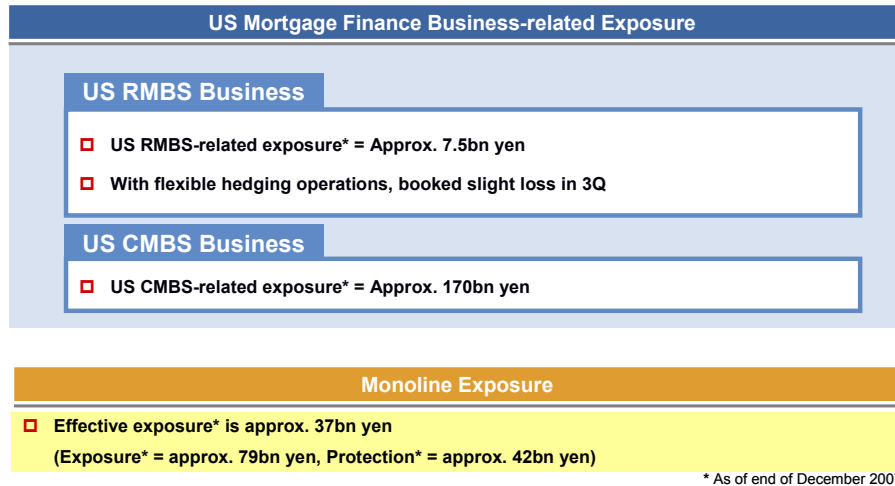 US Mortgage Finance Business-related Exposure
US RMBS Business
US RMBS-related exposure* = Approx. 7.5bn yen
With flexible hedging operations, booked slight loss in 3Q
US CMBS Business
US CMBS-related exposure* = Approx. 170bn yen
Monoline Exposure
Effective exposure* is approx. 37bn yen
(Exposure* = approx. 79bn yen, Protection* = approx. 42bn yen)
* As of end of December